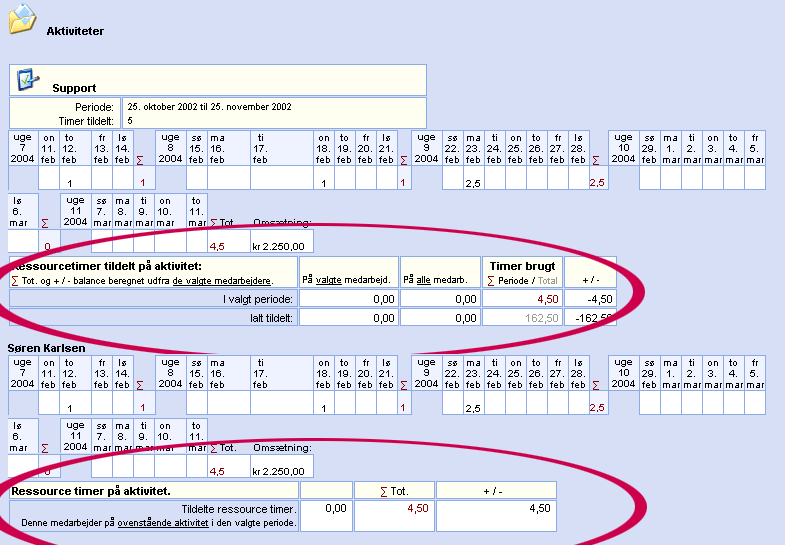 Aktiviteter
Support
Periode: 25. oktober 2002 til 25. november 2002
Timer tildelt: 5
uge on to fr lø uge sø ma ti on to fr lø uge sø ma ti on to fr lø uge sø ma ti on to fr
7 11. 12. 13. 14. 8 15. 16. 17. 18. 19. 20. 21. 9 22. 23. 24. 25. 26. 27. 28. 10 29. 1. 2. 3. 4. 5.
2004 feb feb feb feb ∑ 2004 feb feb feb feb feb feb feb ∑ 2004 feb feb feb feb feb feb feb ∑ 2004 feb mar mar mar mar mar
1 1 1 1 2,5 2,5
lø uge sø ma ti on to
6. 11 7. 8. 9. 10. 11.
mar ∑ 2004 mar mar mar mar mar ∑ Tot. Omsætning:
0 4,5 kr 2.250,00
Ressourcetimer tildelt på aktivitet: På valgte medarbejd. På alle medarb. Timer brugt + / -
∑ Tot. og + / - balance beregnet udfra de valgte medarbejdere. ∑ Periode / Total
I valgt periode: 0,00 0,00 4,50 -4,50
Ialt tildelt: 0,00 0,00 162,50 -162,50
Søren Karlsen
uge on to fr lø uge sø ma ti on to fr lø uge sø ma ti on to fr lø uge sø ma ti on to fr
7 11. 12. 13. 14. 8 15. 16. 17. 18. 19. 20. 21. 9 22. 23. 24. 25. 26. 27. 28. 10 29. 1. 2. 3. 4. 5.
2004 feb feb feb feb ∑ 2004 feb feb feb feb feb feb feb ∑ 2004 feb feb feb feb feb feb feb ∑ 2004 feb mar mar mar mar mar
1 1 1 1 2,5 2,5
lø uge sø ma ti on to
6. 11 7. 8. 9. 10. 11.
mar ∑ 2004 mar mar mar mar mar ∑ Tot. Omsætning:
0 4,5 kr 2.250,00
Ressource timer på aktivitet. ∑ Tot. + / -
Tildelte ressource timer. 0,00 4,50 4,50
Denne medarbejder på ovenstående aktivitet i den valgte periode.